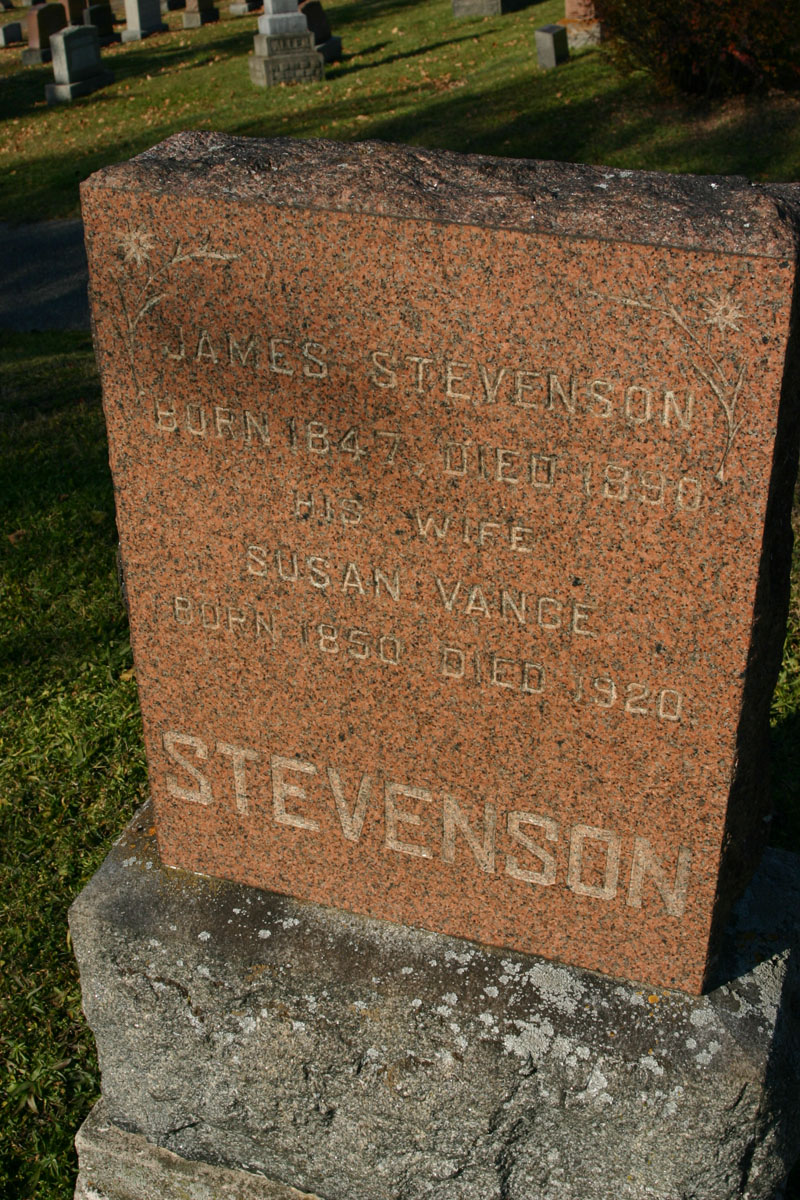 JAMES STEVENSON
BORN 1847, DIED 1890
HIS WIFE
SUSAN VANCE
BORN 1850 DIED 1920
STEVENSON